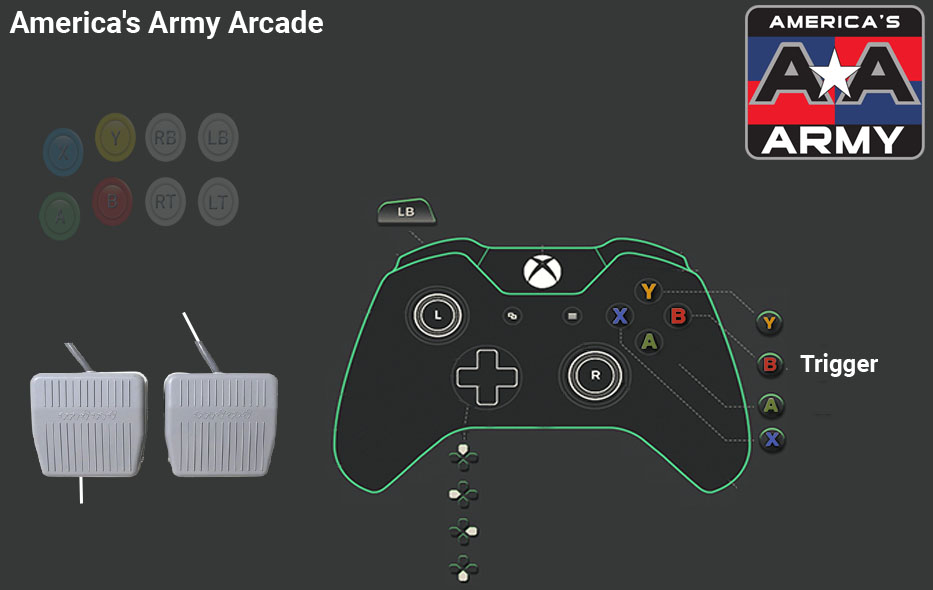 America's Army Arcade
AMERICA'S
AA
ARMY
X Y RB LB
A B RT LT
LB
L
Y
X B
A
R
Y
B Trigger
A
X